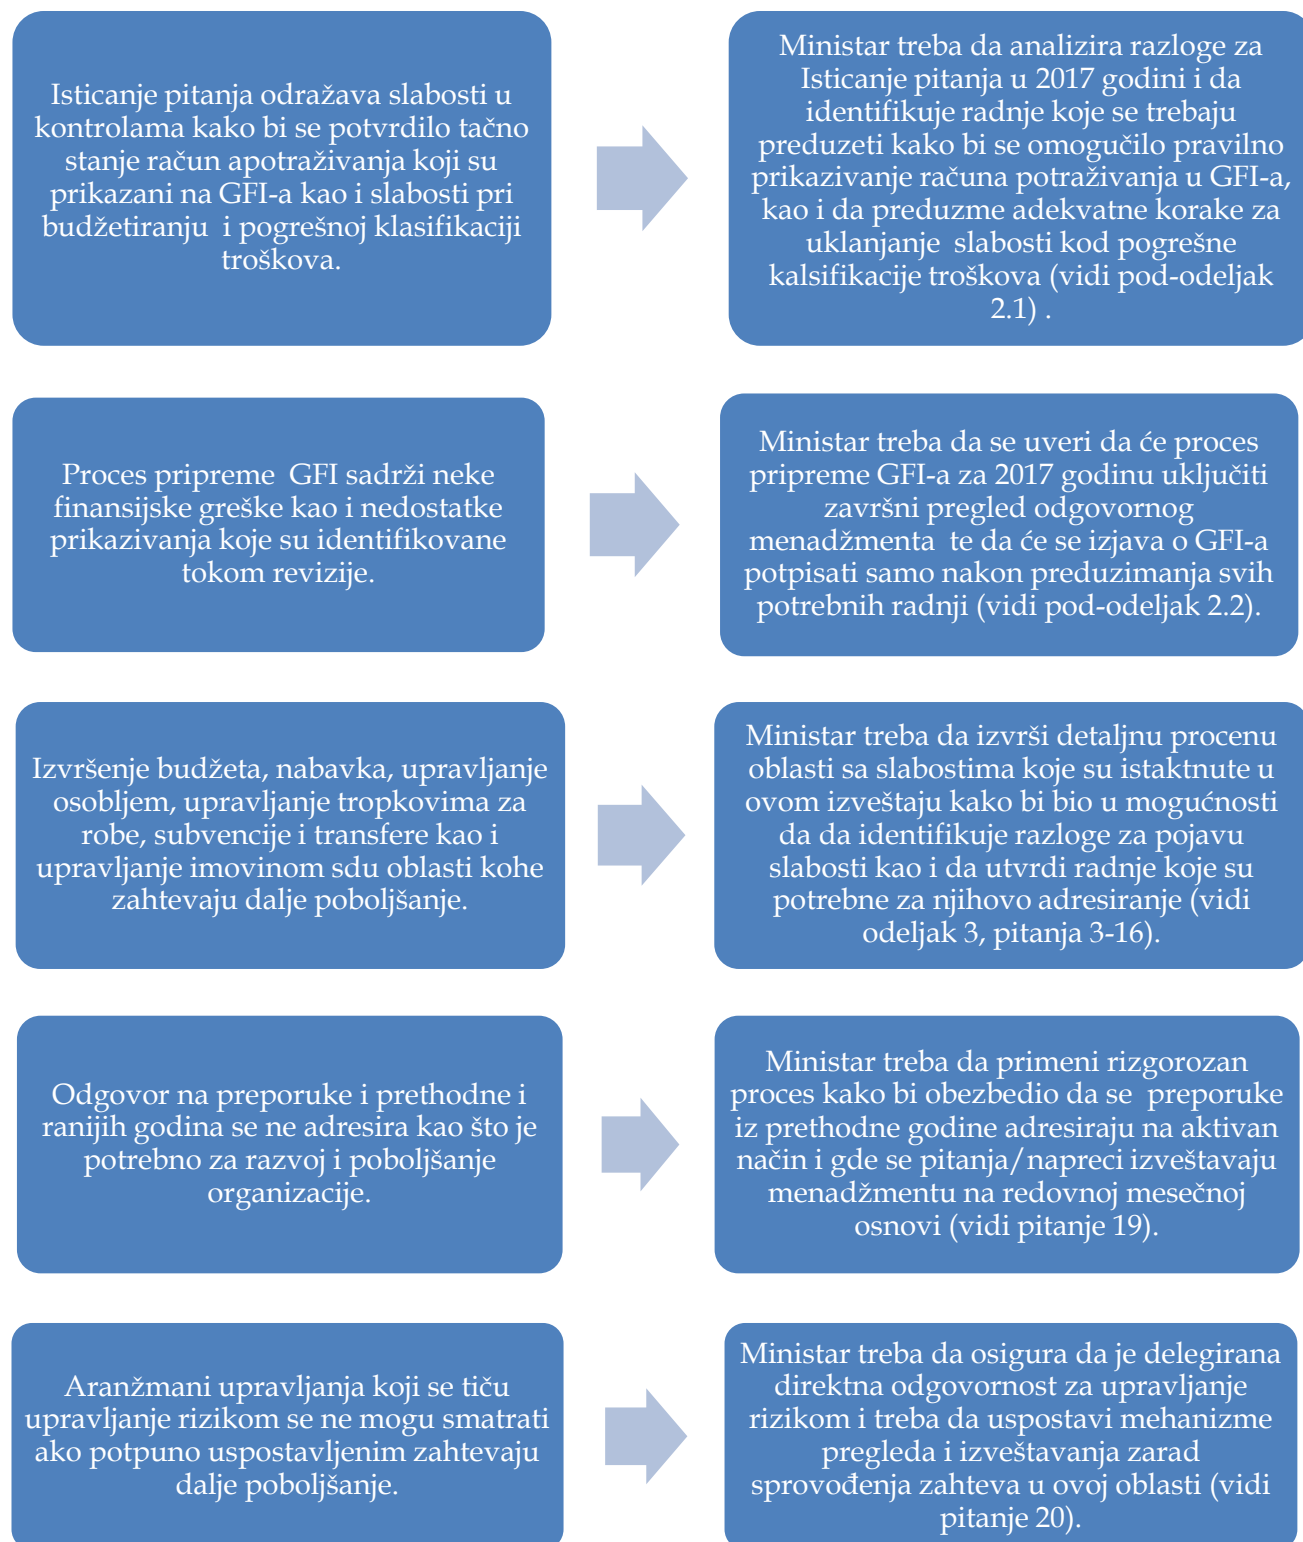 Isticanje pitanja odražava slabosti u
kontrolama kako bi se potvrdilo tačno
stanje račun apotraživanja koji su
prikazani na GFI-a kao i slabosti pri
budžetiranju i pogrešnoj klasifikaciji
troškova.
Ministar treba da analizira razloge za
Isticanje pitanja u 2017 godini i da
identifikuje radnje koje se trebaju
preduzeti kako bi se omogučilo pravilno
prikazivanje računa potraživanja u GFI-a,
kao i da preduzme adekvatne korake za
uklanjanje slabosti kod pogrešne
kalsifikacije troškova (vidi pod-odeljak
2.1) .
Proces pripreme GFI sadrži neke
finansijske greške kao i nedostatke
prikazivanja koje su identifikovane
tokom revizije.
Ministar treba da se uveri da će proces
pripreme GFI-a za 2017 godinu uključiti
završni pregled odgovornog
menadžmenta te da će se izjava o GFI-a
potpisati samo nakon preduzimanja svih
potrebnih radnji (vidi pod-odeljak 2.2).
Izvršenje budžeta, nabavka, upravljanje
osobljem, upravljanje tropkovima za
robe, subvencije i transfere kao i
upravljanje imovinom sdu oblasti kohe
zahtevaju dalje poboljšanje.
Ministar treba da izvrši detaljnu procenu
oblasti sa slabostima koje su istaktnute u
ovom izveštaju kako bi bio u mogućnosti
da da identifikuje razloge za pojavu
slabosti kao i da utvrdi radnje koje su
potrebne za njihovo adresiranje (vidi
odeljak 3, pitanja 3-16).
Odgovor na preporuke i prethodne i
ranijih godina se ne adresira kao što je
potrebno za razvoj i poboljšanje
organizacije.
Ministar treba da primeni rizgorozan
proces kako bi obezbedio da se preporuke
iz prethodne godine adresiraju na aktivan
način i gde se pitanja/napreci izveštavaju
menadžmentu na redovnoj mesečnoj
osnovi (vidi pitanje 19).
Aranžmani upravljanja koji se tiču
upravljanje rizikom se ne mogu smatrati
ako potpuno uspostavljenim zahtevaju
dalje poboljšanje.
Ministar treba da osigura da je delegirana
direktna odgovornost za upravljanje
rizikom i treba da uspostavi mehanizme
pregleda i izveštavanja zarad
sprovođenja zahteva u ovoj oblasti (vidi
pitanje 20).